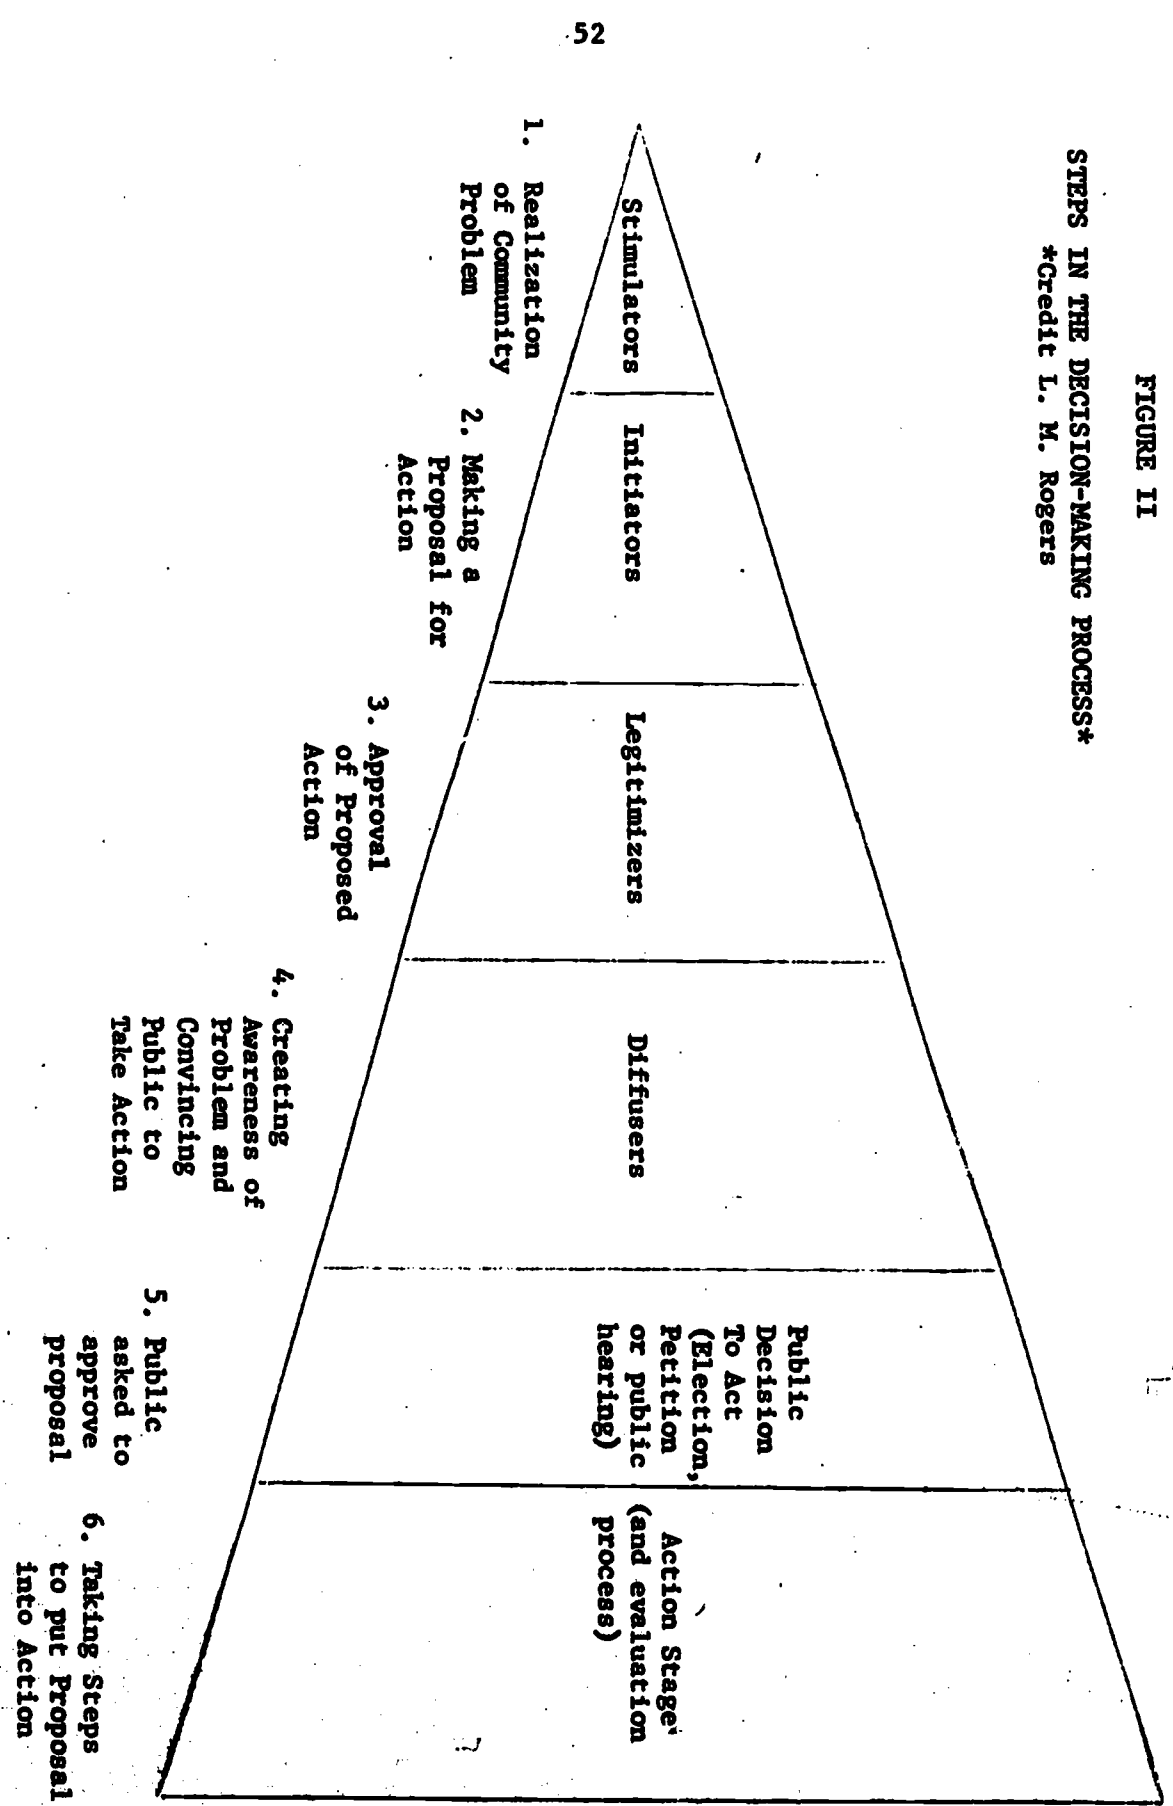 52
FIGURE II
STEPS IN THE DECISION-MAKING PROCESS*
*Credit L. M. Rogers
Stimulators
Initiators
Legitimizers
Diffusers
Public
Decision
To Act
(Election,
Petition
or public
hearing)
Action Stage
(and evaluation
process)
1. Realization
of Community
Problem
2. Making a
Proposal for
Action
3. Approval
of Proposed
Action
4. Creating
Awareness of
Problem and
Convincing
Public to
Take Action
5. Public
asked to
approve
proposal
6. Taking Steps
to put Proposal
into Action